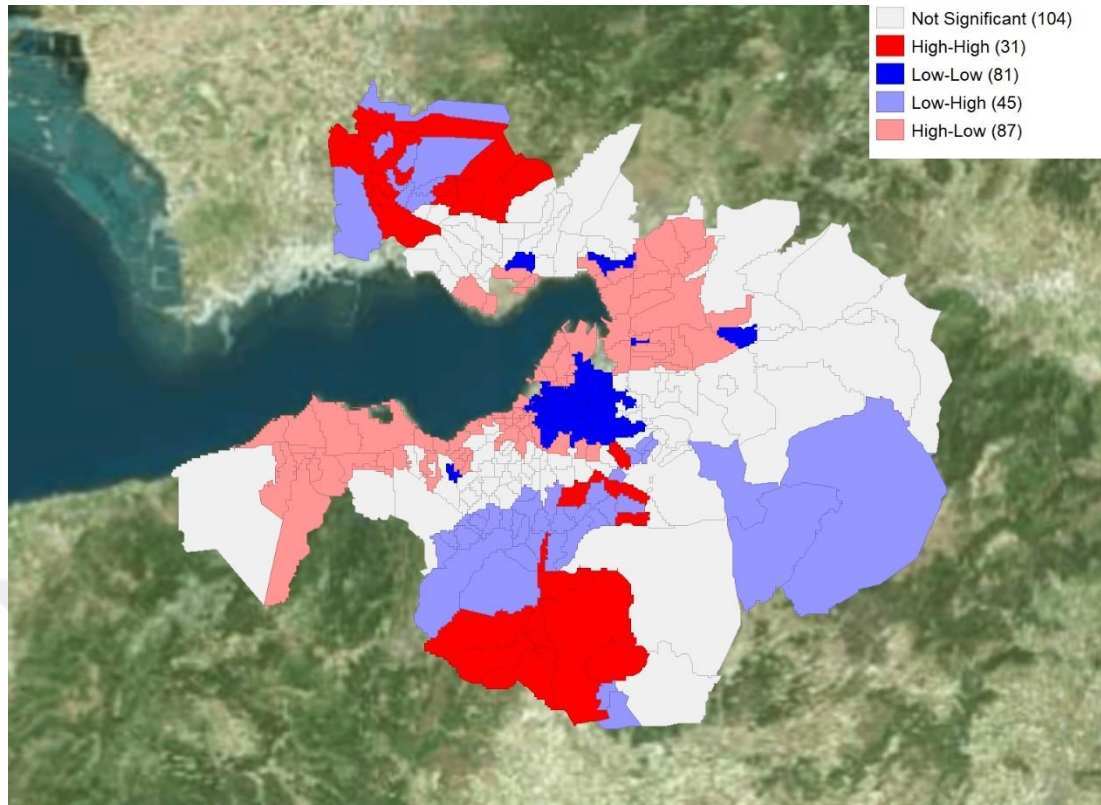 Not Significant (104)
High-High (31)
Low-Low (81)
Low-High (45)
High-Low (87)